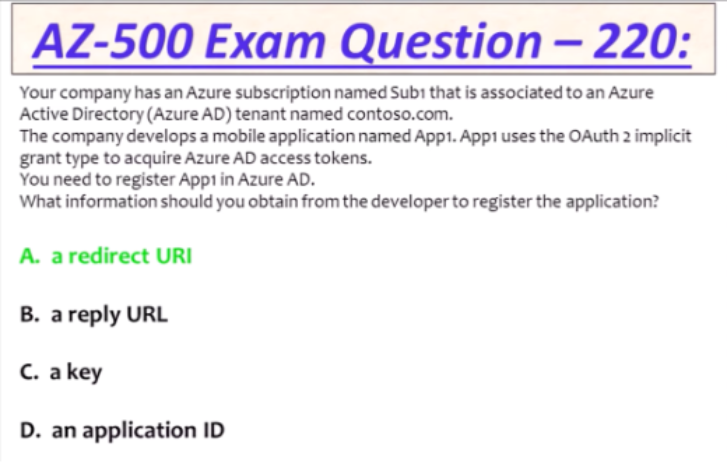 AZ-500 Exam Question – 220:
Your company has an Azure subscription named Sub1 that is associated to an Azure
Active Directory (Azure AD) tenant named contoso.com.
The company develops a mobile application named App1. App1 uses the OAuth 2 implicit
grant type to acquire Azure AD access tokens.
You need to register App1 in Azure AD.
What information should you obtain from the developer to register the application?
A. a redirect URI
B. a reply URL
C. a key
D. an application ID